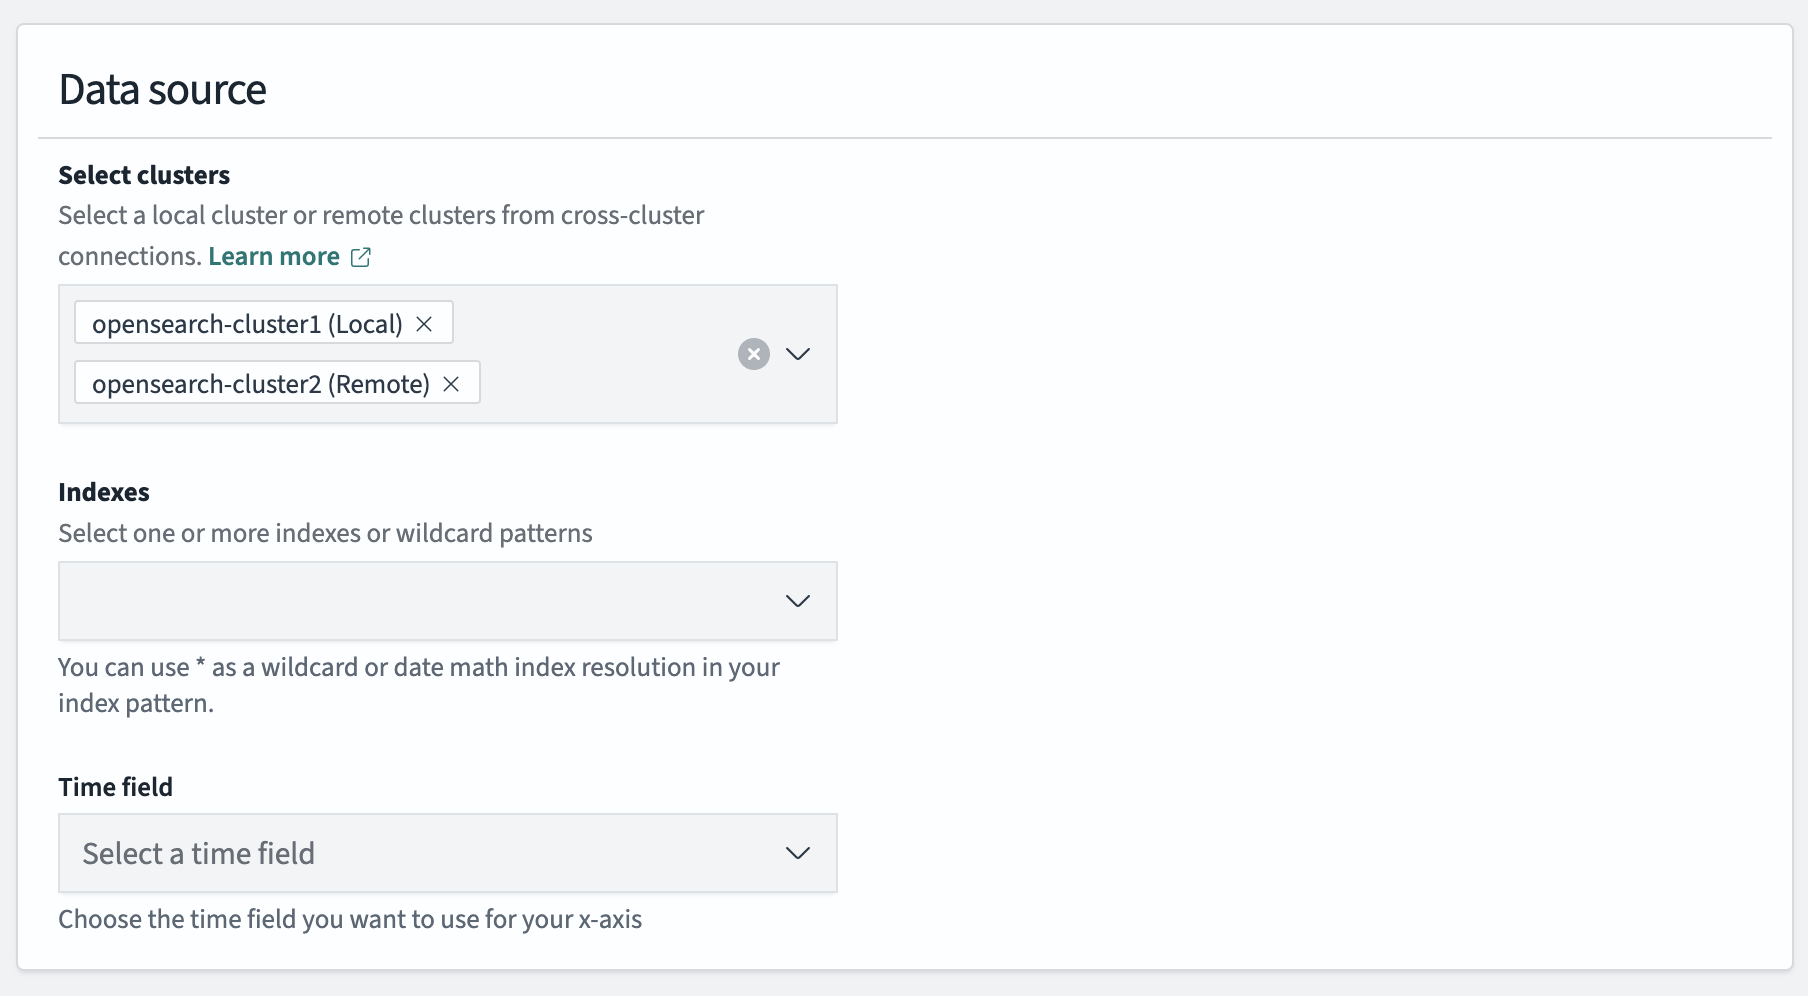 Data source
Select clusters
Select a local cluster or remote clusters from cross-cluster
connections. Learn more
opensearch-cluster1 (Local)
opensearch-cluster2 (Remote)
Indexes
Select one or more indexes or wildcard patterns
You can use * as a wildcard or date math index resolution in your
index pattern.
Time field
Select a time field
Choose the time field you want to use for your x-axis